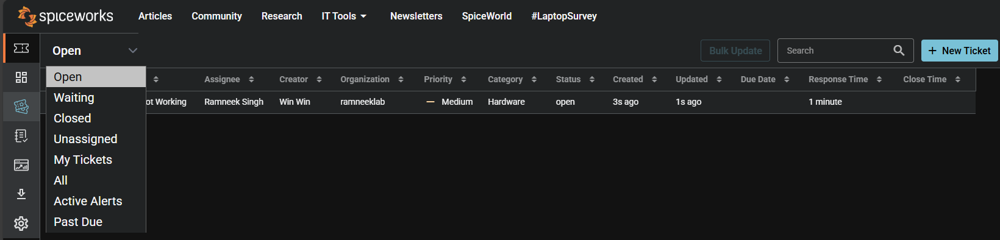 spiceworks Articles Community Research IT Tools Newsletters SpiceWorld #LaptopSurvey
Open Bulk Update Search + New Ticket
Assignee Creator Organization Priority Category Status Created Updated Due Date Response Time Close Time
ot Working Ramneek Singh Win Win ramneeklab Medium Hardware open 3s ago 1s ago 1 minute
Open
Waiting
Closed
Unassigned
My Tickets
All
Active Alerts
Past Due